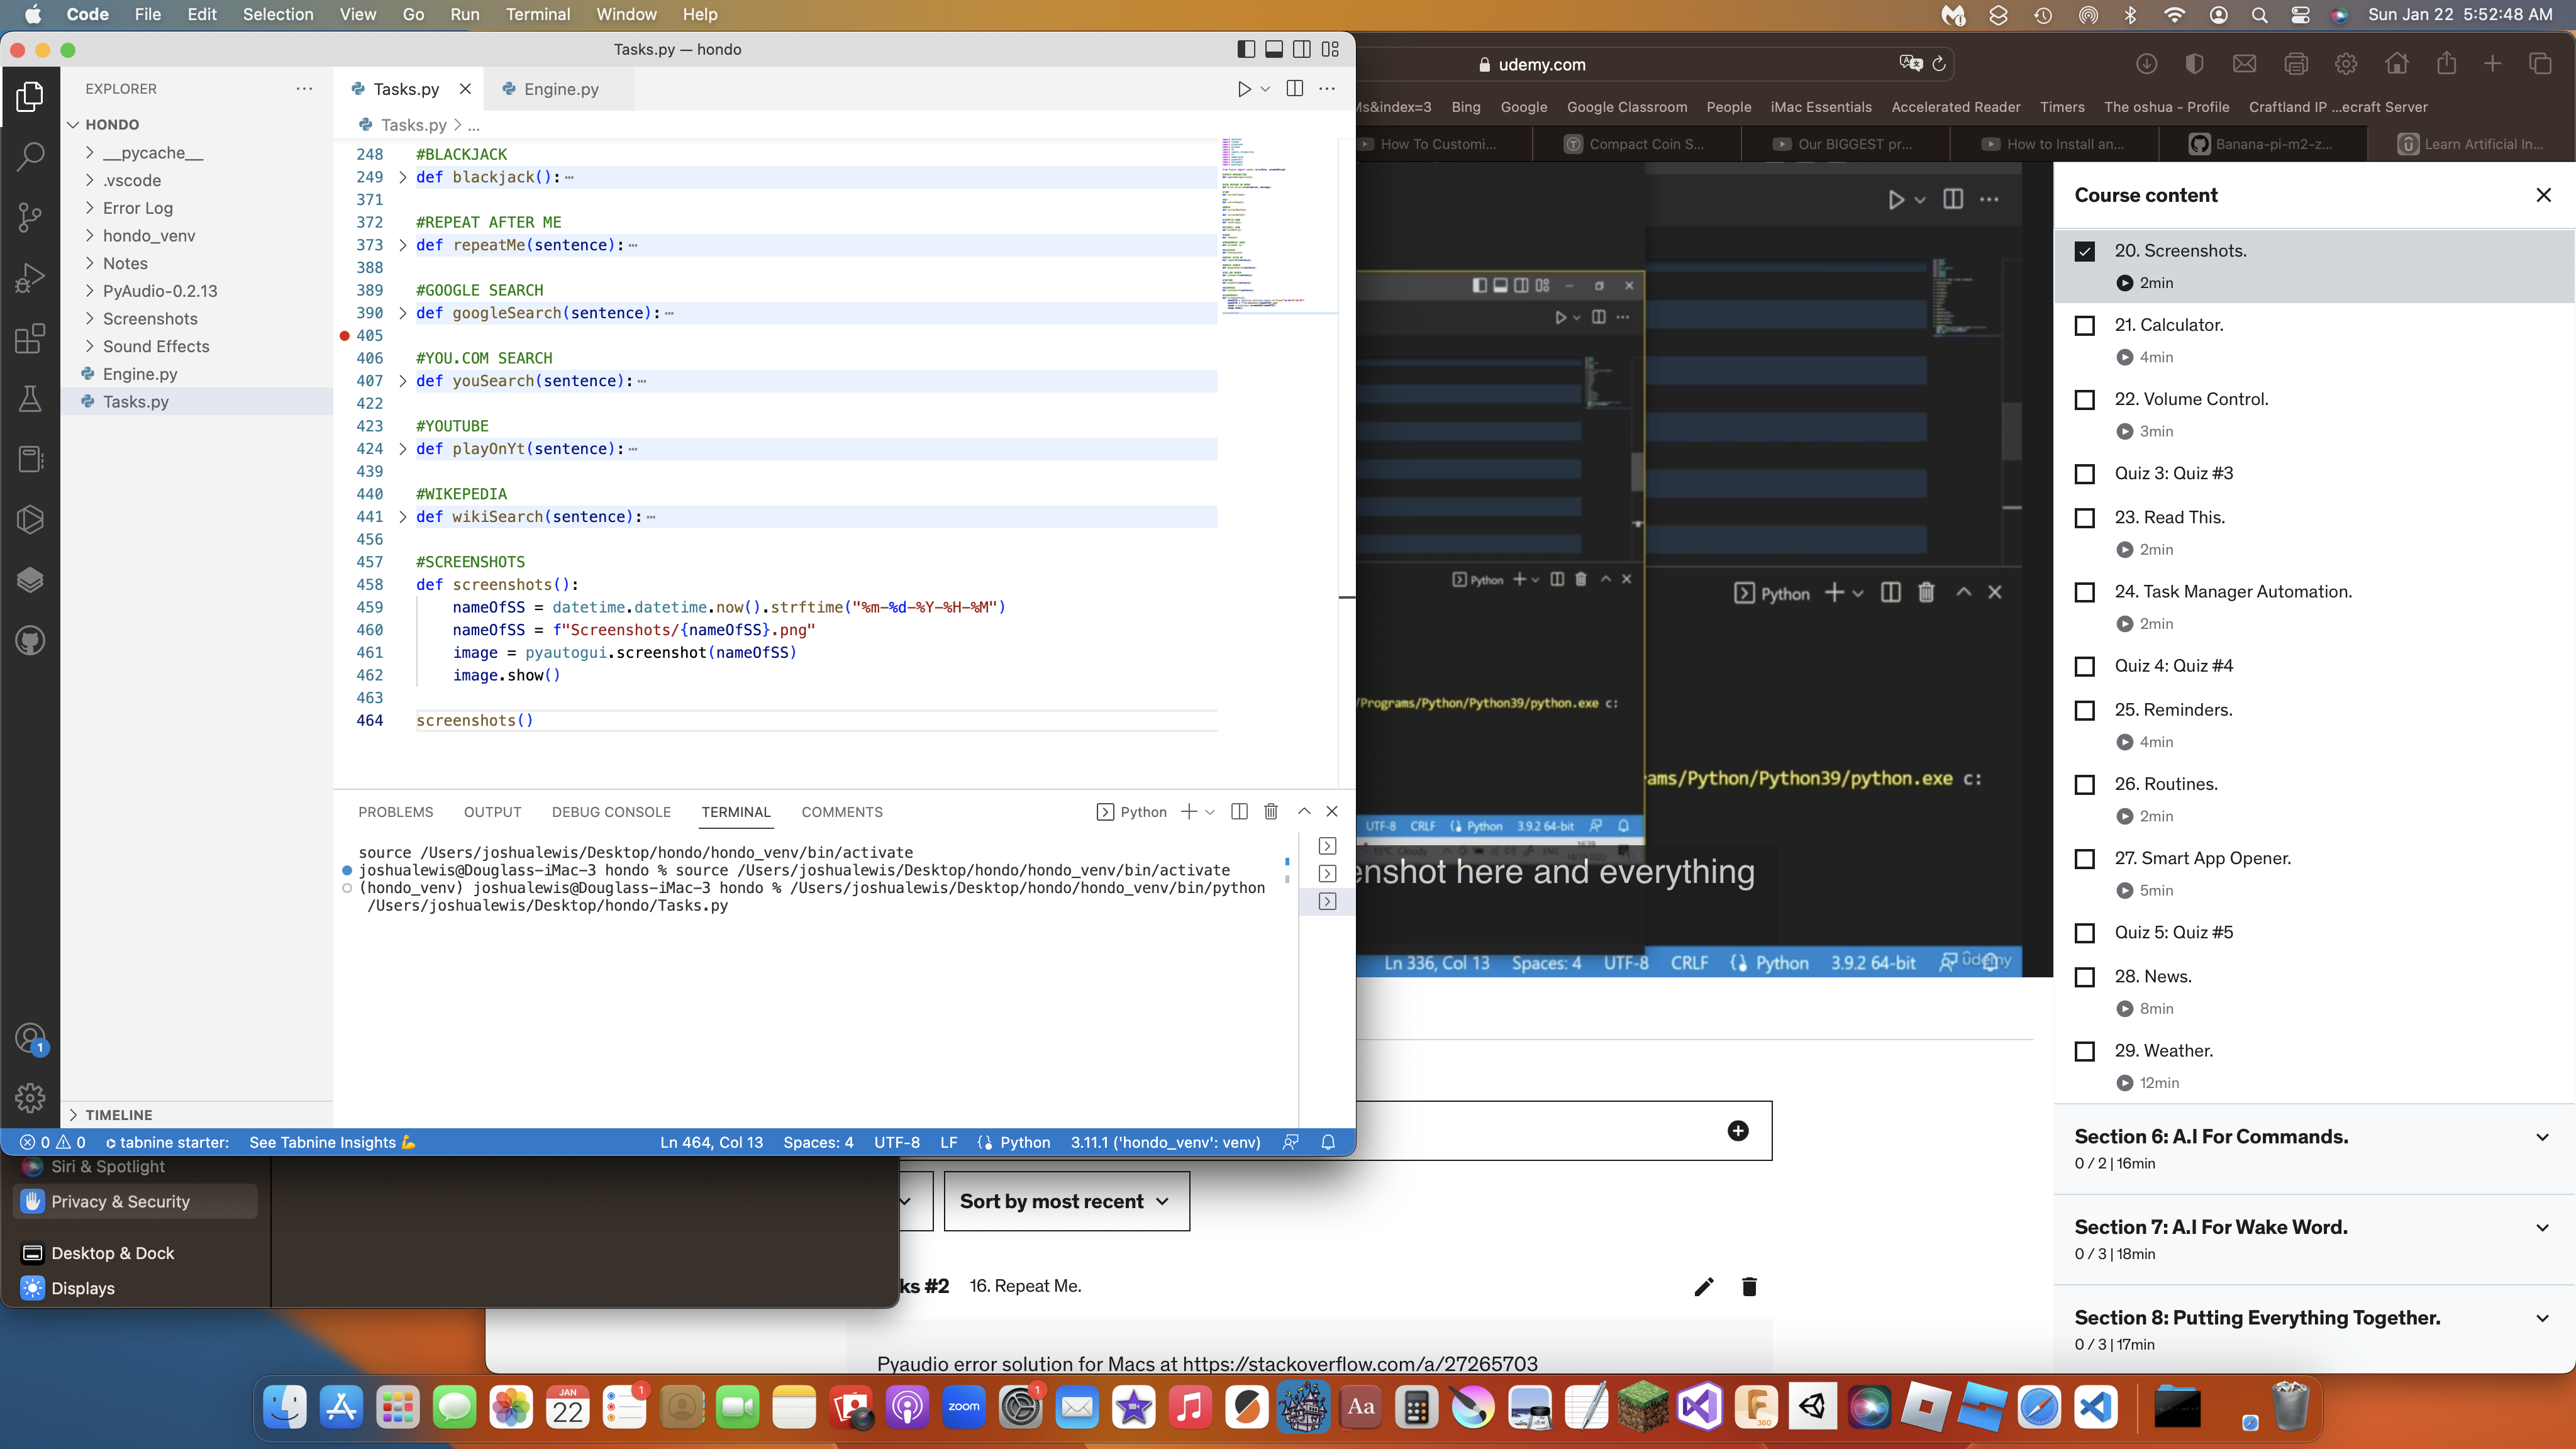 Code File Edit Selection View Go Run Terminal Window Help
Sun Jan 22 5:52:48 AM
Tasks.py — hondo
EXPLORER
HONDO
__pycache__
.vscode
Error Log
hondo_venv
Notes
PyAudio-0.2.13
Screenshots
Sound Effects
Engine.py
Tasks.py
TIMELINE
Tasks.py Engine.py
Tasks.py > ...
248 #BLACKJACK
249 def blackjack():
371
372 #REPEAT AFTER ME
373 def repeatMe(sentence):
388
389 #GOOGLE SEARCH
390 def googleSearch(sentence):
405
406 #YOU.COM SEARCH
407 def youSearch(sentence):
422
423 #YOUTUBE
424 def playOnYt(sentence):
439
440 #WIKEPEDIA
441 def wikiSearch(sentence):
456
457 #SCREENSHOTS
458 def screenshots():
459 nameOfSS = datetime.datetime.now().strftime("%m-%d-%Y-%H-%M")
460 nameOfSS = f"Screenshots/{nameOfSS}.png"
461 image = pyautogui.screenshot(nameOfSS)
462 image.show()
463
464 screenshots()
PROBLEMS OUTPUT DEBUG CONSOLE TERMINAL COMMENTS
Python
source /Users/joshualewis/Desktop/hondo/hondo_venv/bin/activate
joshualewis@Douglass-iMac-3 hondo % source /Users/joshualewis/Desktop/hondo/hondo_venv/bin/activate
(hondo_venv) joshualewis@Douglass-iMac-3 hondo % /Users/joshualewis/Desktop/hondo/hondo_venv/bin/python
/Users/joshualewis/Desktop/hondo/Tasks.py
1
0 0 tabnine starter: See Tabnine Insights
Ln 464, Col 13 Spaces: 4 UTF-8 LF Python 3.11.1 ('hondo_venv': venv)
Siri & Spotlight
Privacy & Security
Desktop & Dock
Displays
udemy.com
Ms&index=3 Bing Google Google Classroom People iMac Essentials Accelerated Reader Timers The oshua - Profile Craftland IP ...ecraft Server
How To Customi... Compact Coin S... Our BIGGEST pr... How to Install an... Banana-pi-m2-z... Learn Artificial In...
Python
Python
/Programs/Python/Python39/python.exe c:
ams/Python/Python39/python.exe c:
UTF-8 CRLF Python 3.9.2 64-bit
enshot here and everything
Ln 336, Col 13 Spaces: 4 UTF-8 CRLF Python 3.9.2 64-bit
udemy
Sort by most recent
ks #2 16. Repeat Me.
Pyaudio error solution for Macs at https://stackoverflow.com/a/27265703
Course content
20. Screenshots.
2min
21. Calculator.
4min
22. Volume Control.
3min
Quiz 3: Quiz #3
23. Read This.
2min
24. Task Manager Automation.
2min
Quiz 4: Quiz #4
25. Reminders.
4min
26. Routines.
2min
27. Smart App Opener.
5min
Quiz 5: Quiz #5
28. News.
8min
29. Weather.
12min
Section 6: A.I For Commands.
0 / 2 | 16min
Section 7: A.I For Wake Word.
0 / 3 | 18min
Section 8: Putting Everything Together.
0 / 3 | 17min
JAN
22
1
zoom
1
Aa
360